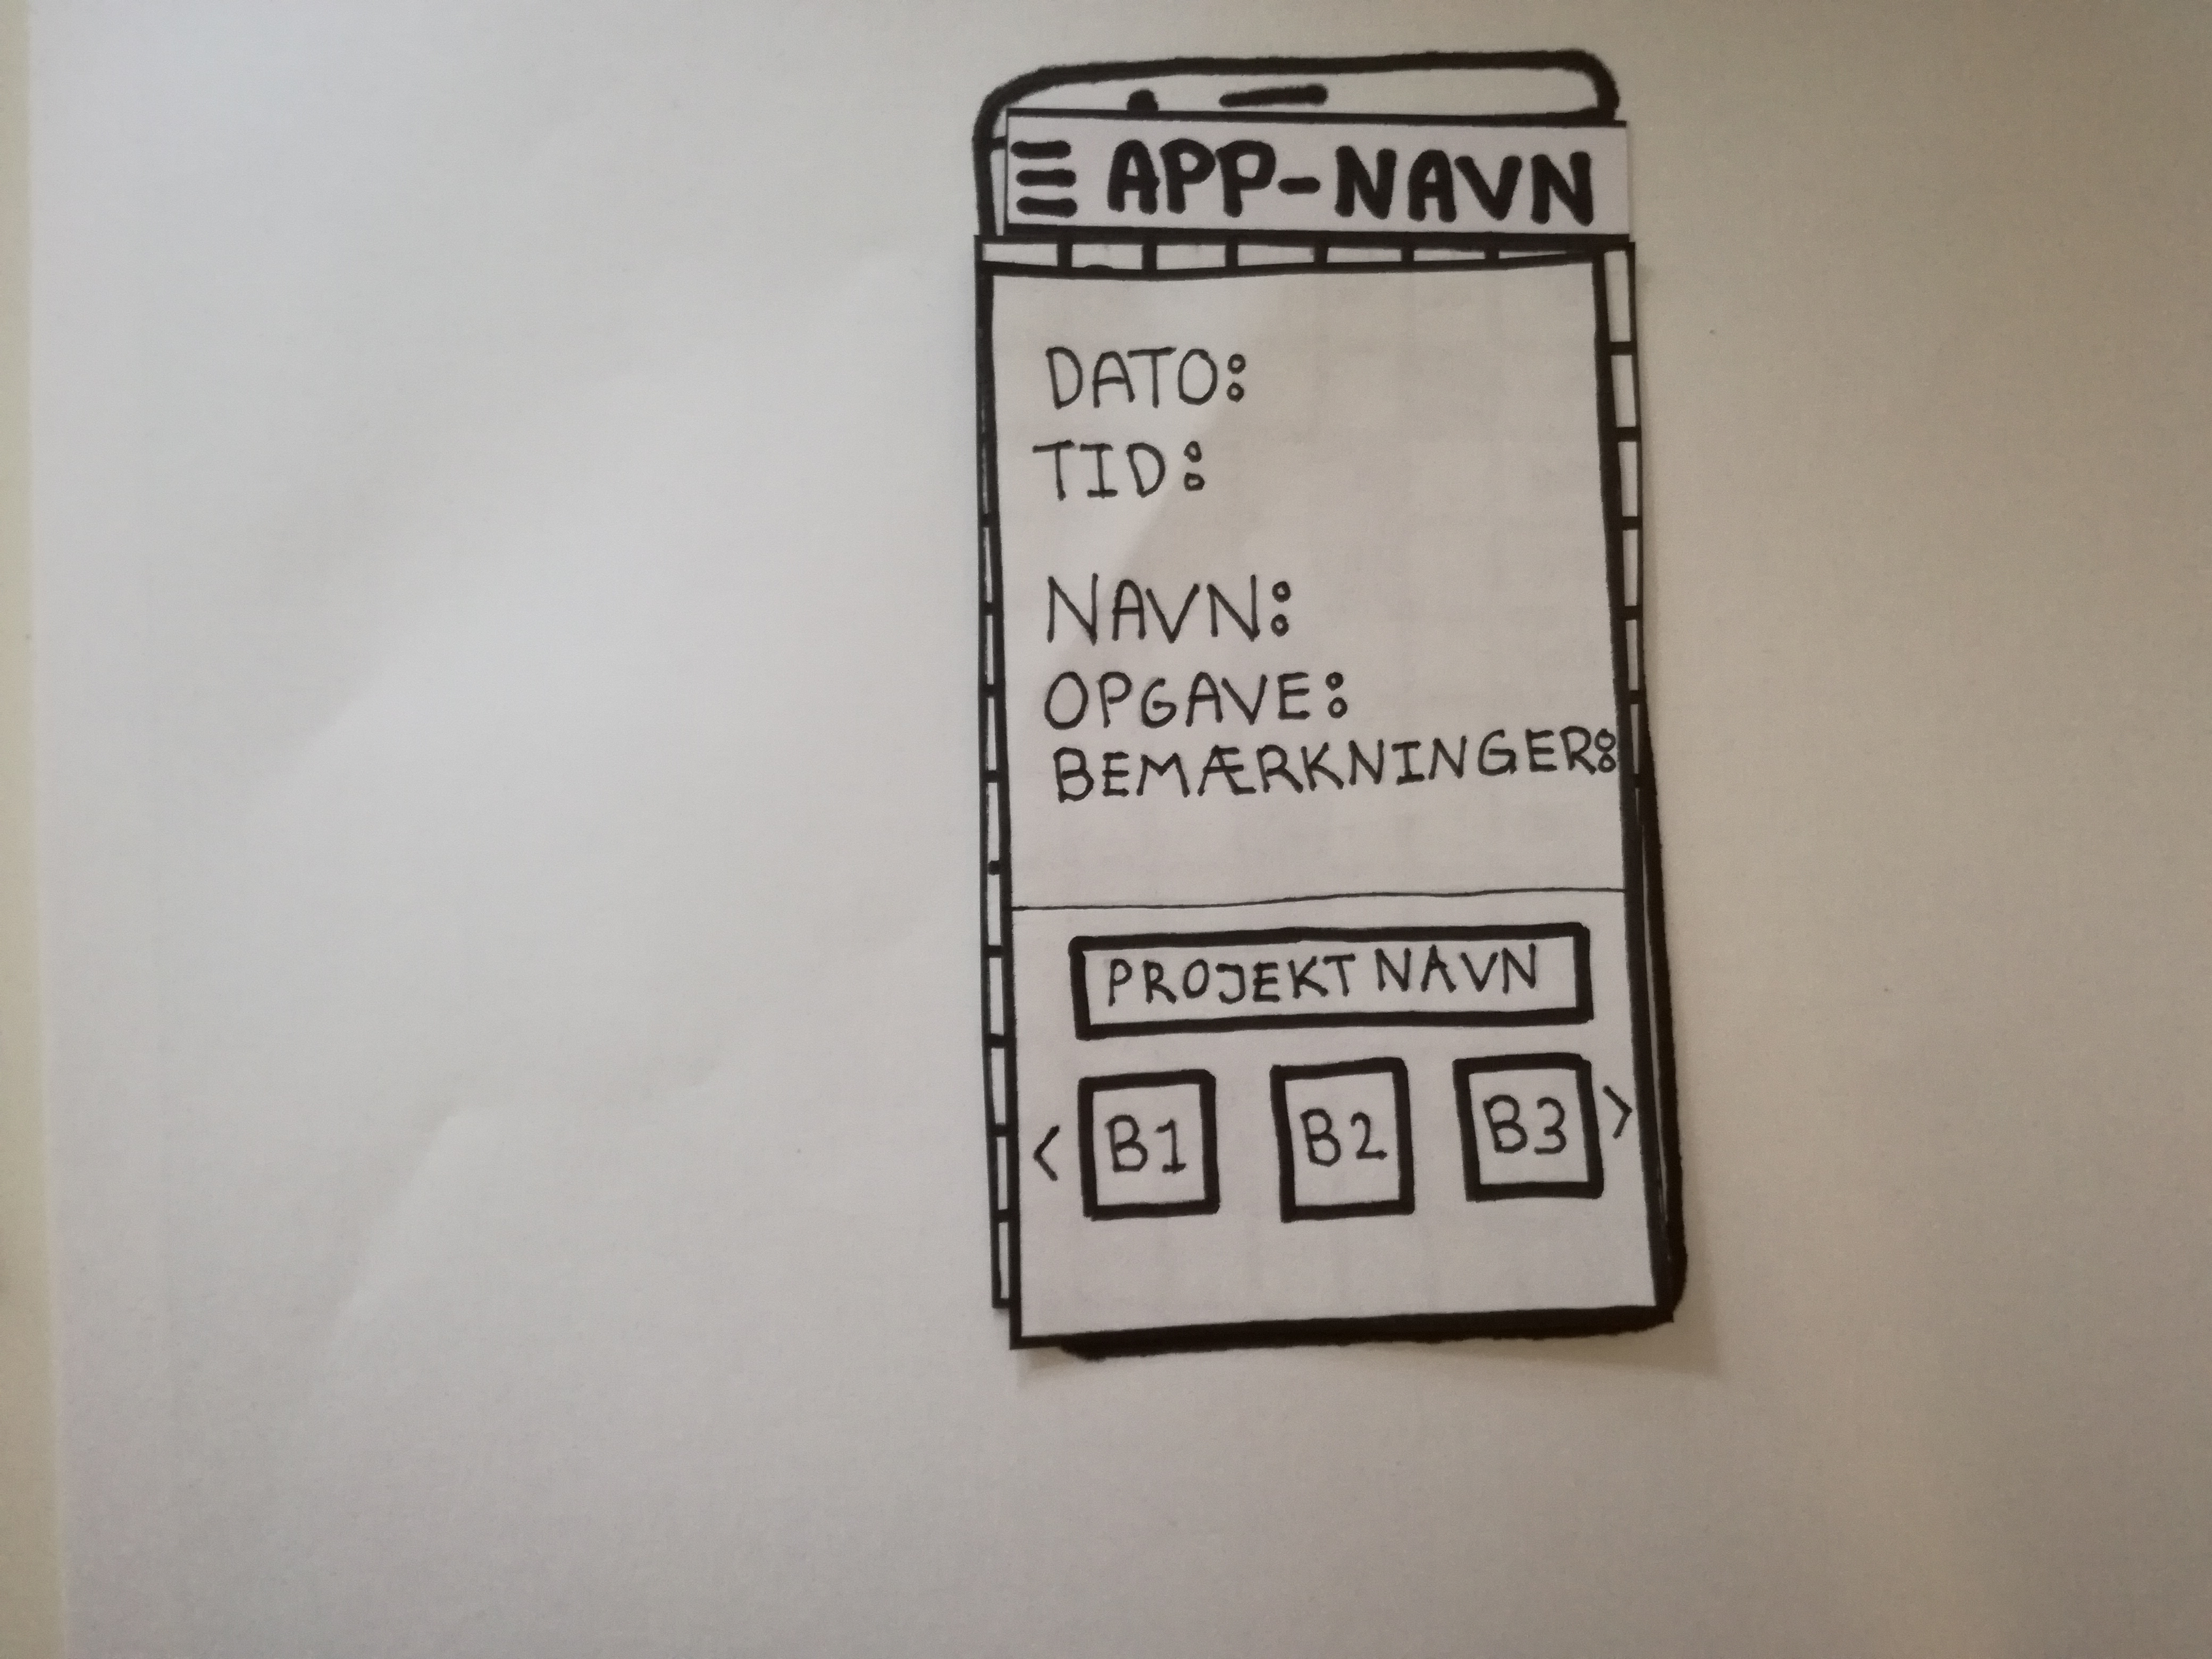 APP-NAVN
DATO:
TID:
NAVN:
OPGAVE:
BEMÆRKNINGER:
PROJEKT NAVN
< B1 B2 B3 >